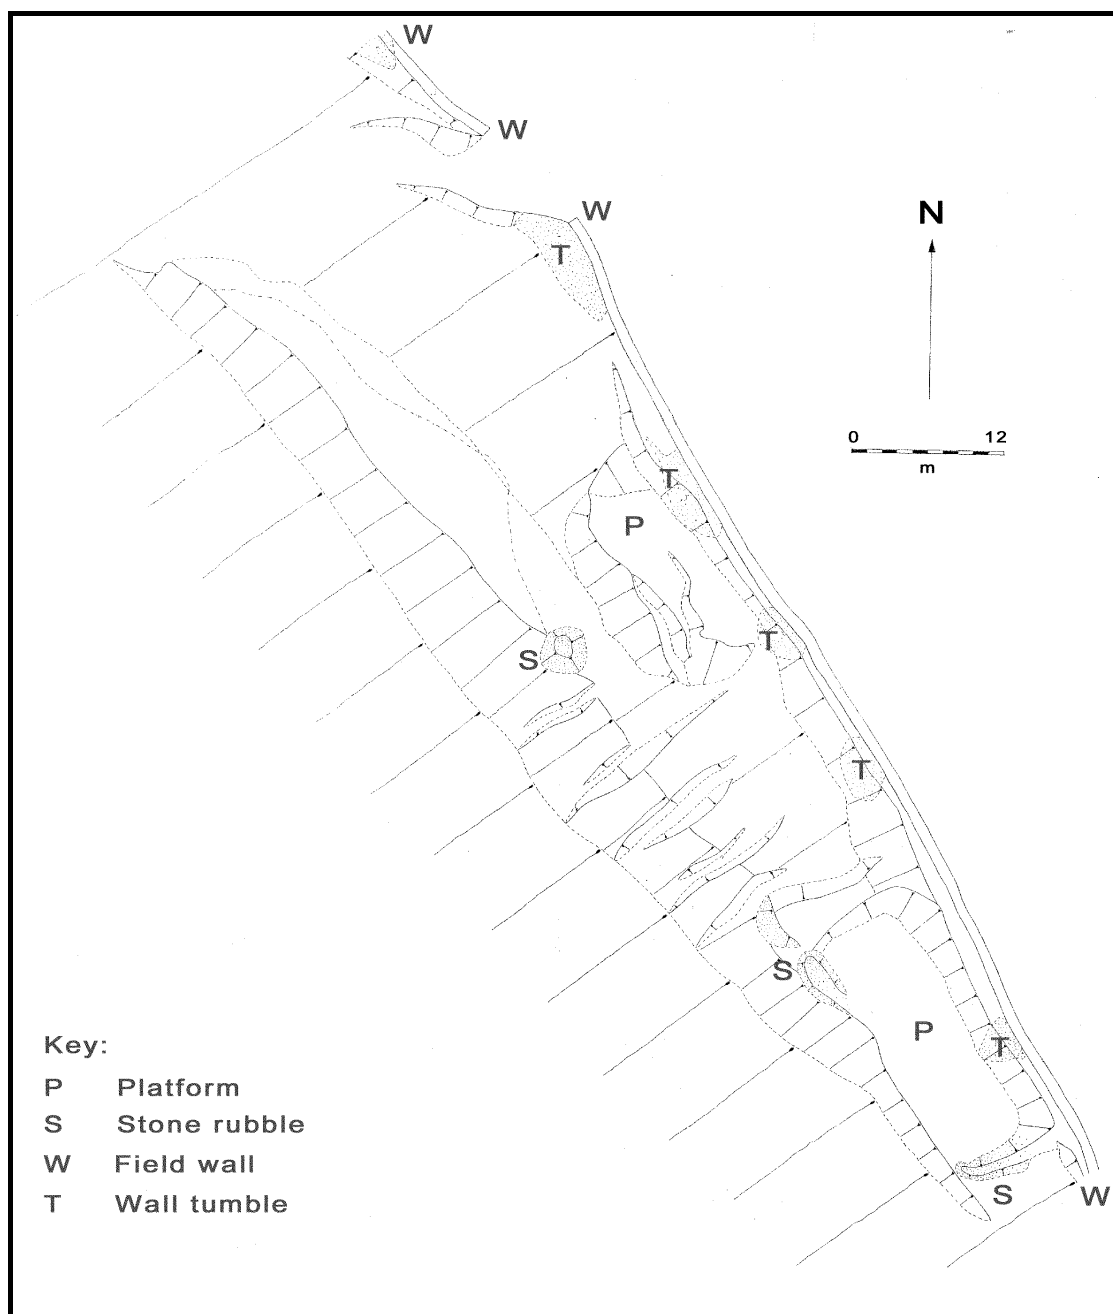 W
W
W
N
T
0 12
m
T
P
T
S
T
S
P
T
Key:
P Platform
S Stone rubble
W Field wall
T Wall tumble
S
W